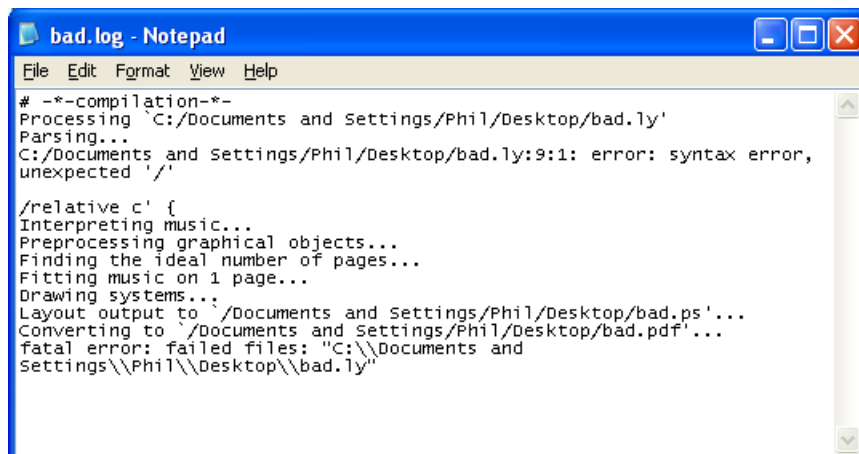 bad.log - Notepad
File Edit Format View Help
# -*-compilation-*-
Processing `C:/Documents and Settings/Phil/Desktop/bad.ly'
Parsing...
C:/Documents and Settings/Phil/Desktop/bad.ly:9:1: error: syntax error,
unexpected '/'
/relative c' {
Interpreting music...
Preprocessing graphical objects...
Finding the ideal number of pages...
Fitting music on 1 page...
Drawing systems...
Layout output to `/Documents and Settings/Phil/Desktop/bad.ps'...
Converting to `/Documents and Settings/Phil/Desktop/bad.pdf'...
fatal error: failed files: "C:\\Documents and
Settings\\Phil\\Desktop\\bad.ly"